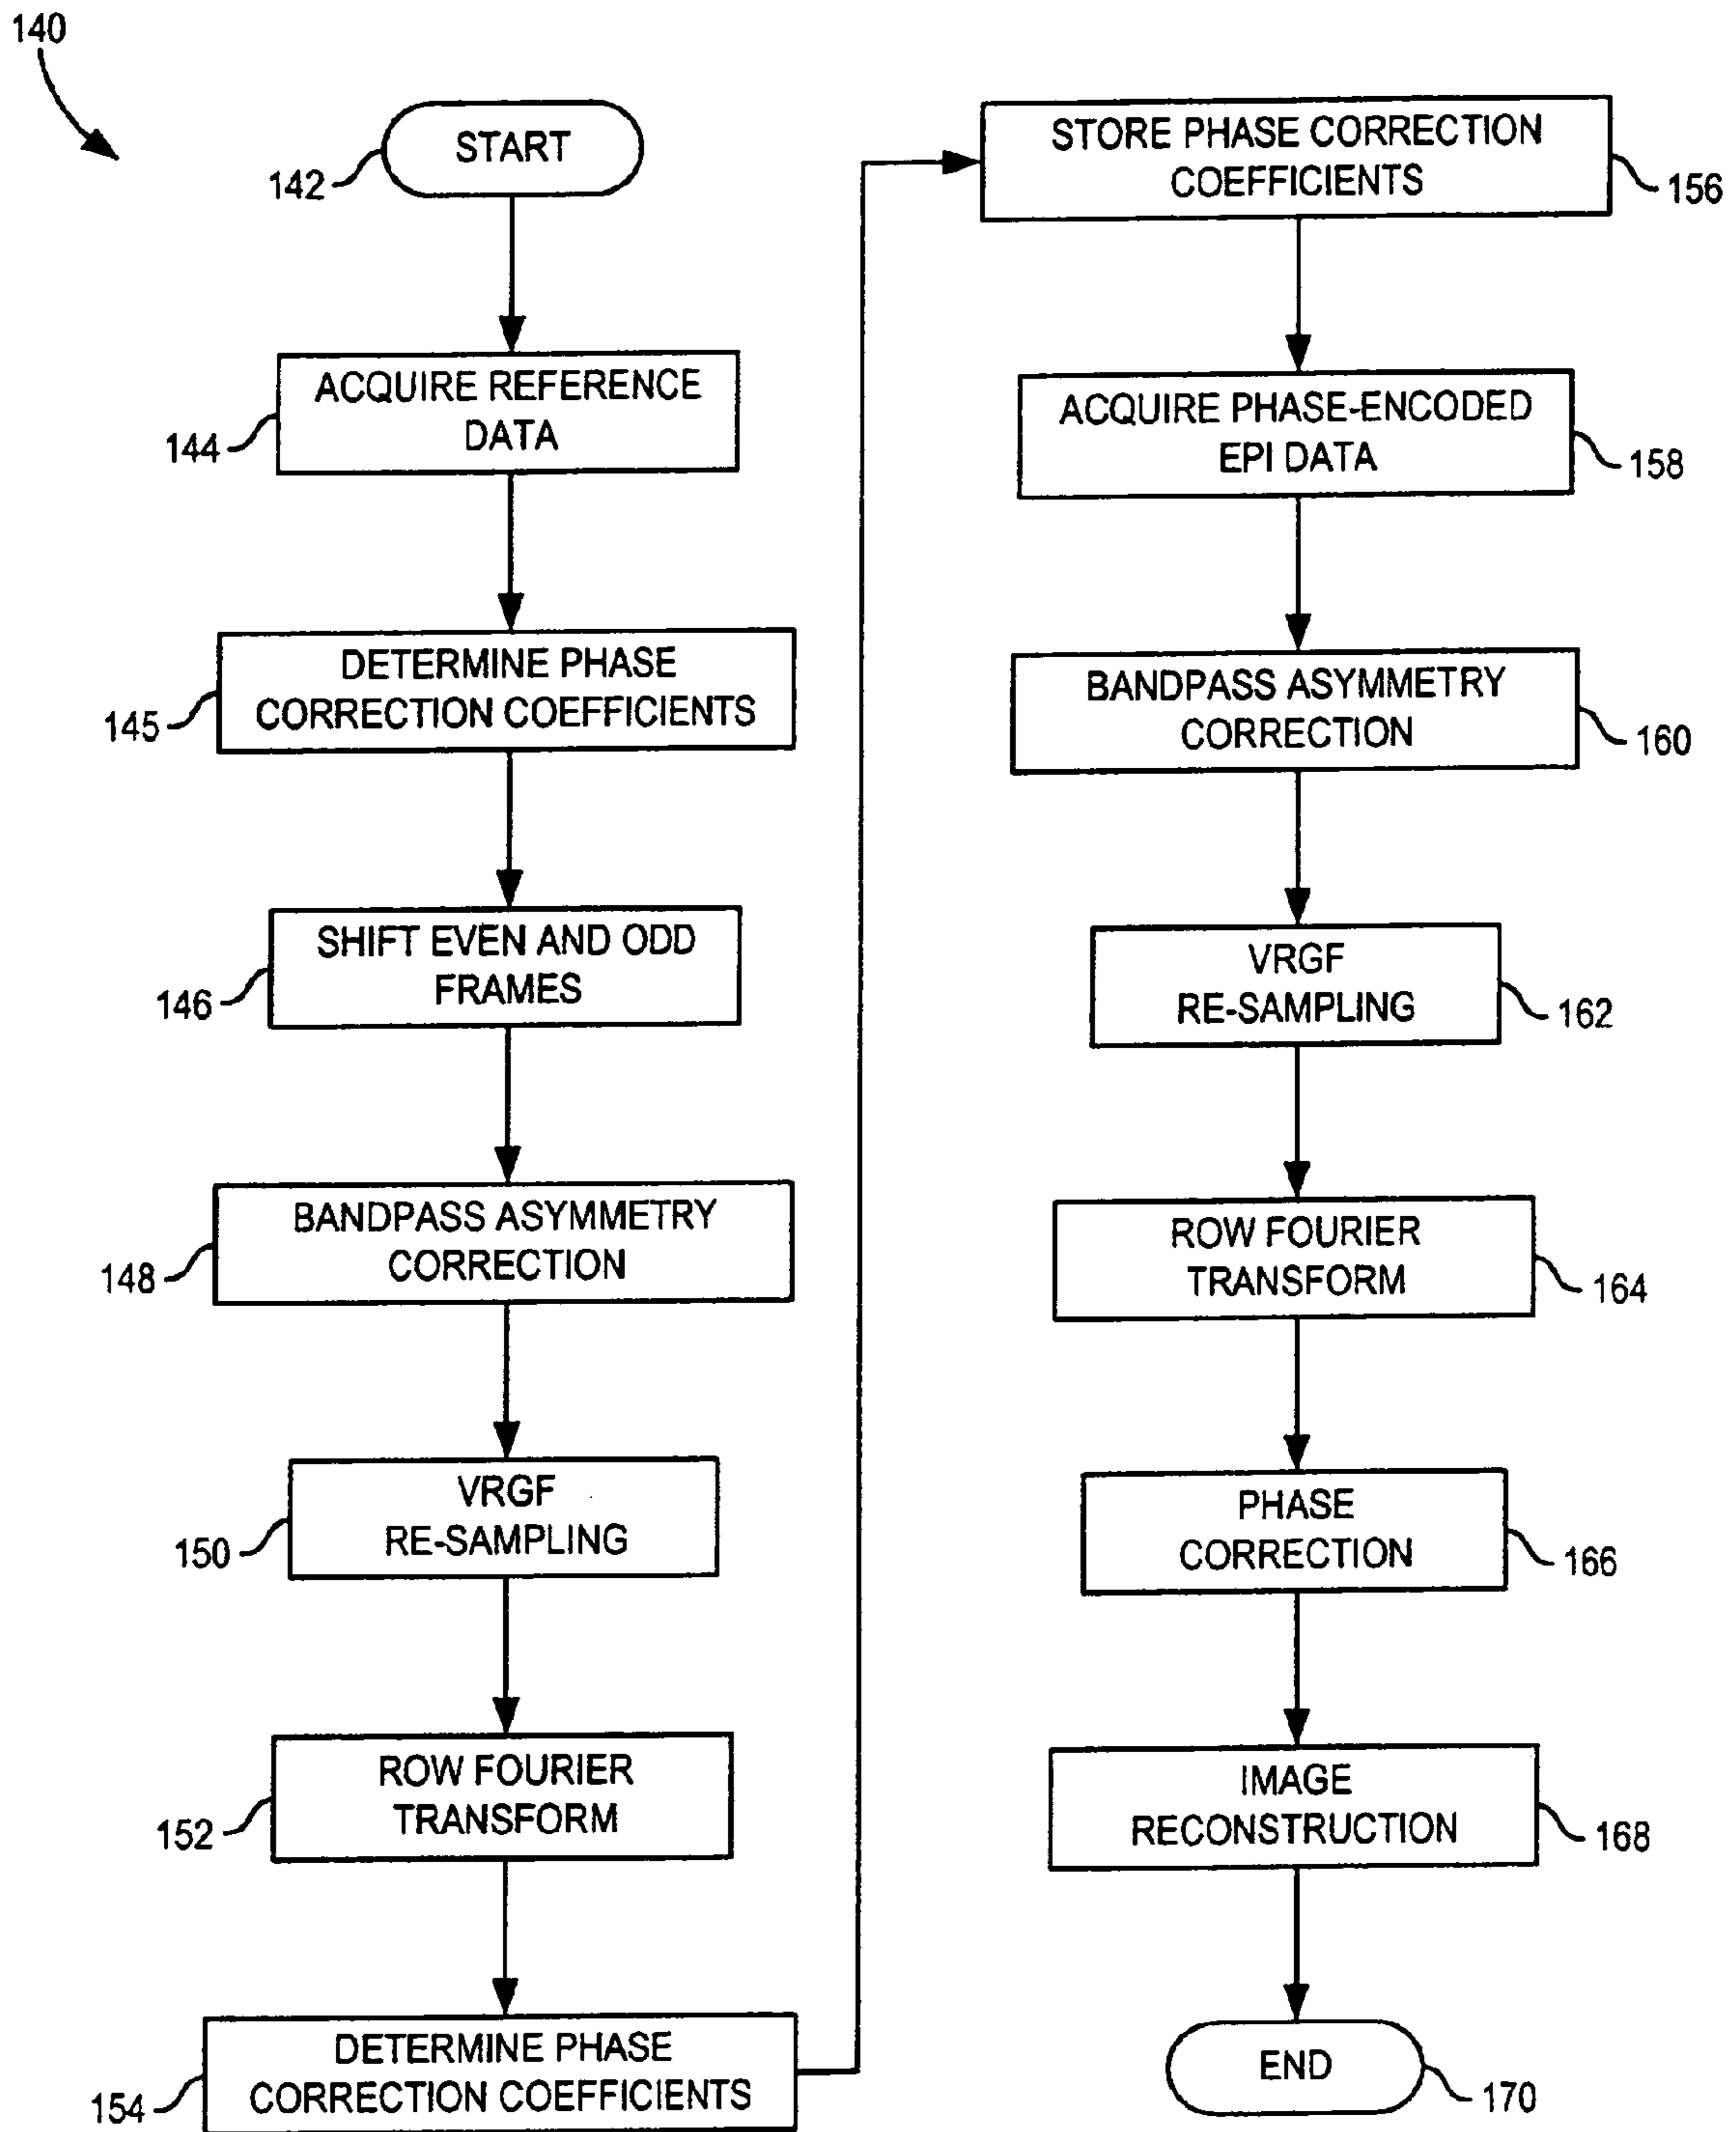 140
START
142
ACQUIRE REFERENCE
DATA
144
DETERMINE PHASE
CORRECTION COEFFICIENTS
145
SHIFT EVEN AND ODD
FRAMES
146
BANDPASS ASYMMETRY
CORRECTION
148
VRGF
RE-SAMPLING
150
ROW FOURIER
TRANSFORM
152
DETERMINE PHASE
CORRECTION COEFFICIENTS
154
STORE PHASE CORRECTION
COEFFICIENTS
156
ACQUIRE PHASE-ENCODED
EPI DATA
158
BANDPASS ASYMMETRY
CORRECTION
160
VRGF
RE-SAMPLING
162
ROW FOURIER
TRANSFORM
164
PHASE
CORRECTION
166
IMAGE
RECONSTRUCTION
168
END
170